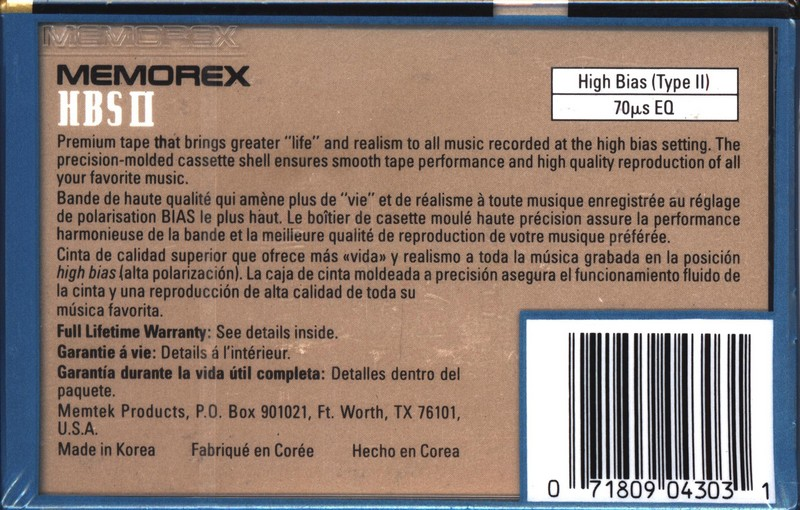 MEMOREX
MEMOREX
HBS II
High Bias (Type II)
70µs EQ
Premium tape that brings greater "life" and realism to all music recorded at the high bias setting. The
precision-molded cassette shell ensures smooth tape performance and high quality reproduction of all
your favorite music.
Bande de haute qualité qui amène plus de "vie" et de réalisme à toute musique enregistrée au réglage
de polarisation BIAS le plus haut. Le boîtier de casette moulé haute précision assure la performance
harmonieuse de la bande et la meilleure qualité de reproduction de votre musique préférée.
Cinta de calidad superior que ofrece más «vida» y realismo a toda la música grabada en la posición
high bias (alta polarización). La caja de cinta moldeada a precisión asegura el funcionamiento fluido de
la cinta y una reproducción de alta calidad de toda su
música favorita.
Full Lifetime Warranty: See details inside.
Garantie á vie: Details á l'intérieur.
Garantía durante la vida útil completa: Detalles dentro del
paquete.
Memtek Products, P.O. Box 901021, Ft. Worth, TX 76101,
U.S.A.
Made in Korea Fabriqué en Corée Hecho en Corea
0 71809 04303 1